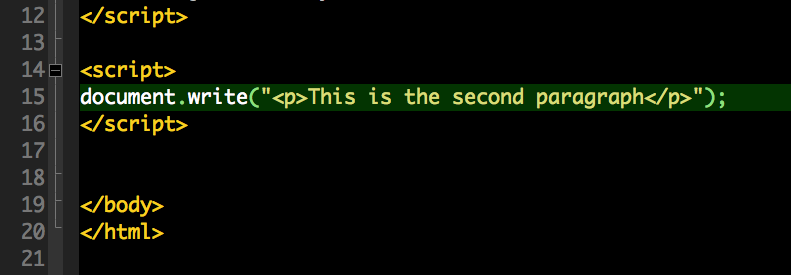 12 </script>
13
14 <script>
15 document.write("<p>This is the second paragraph</p>");
16 </script>
17
18
19 </body>
20 </html>
21